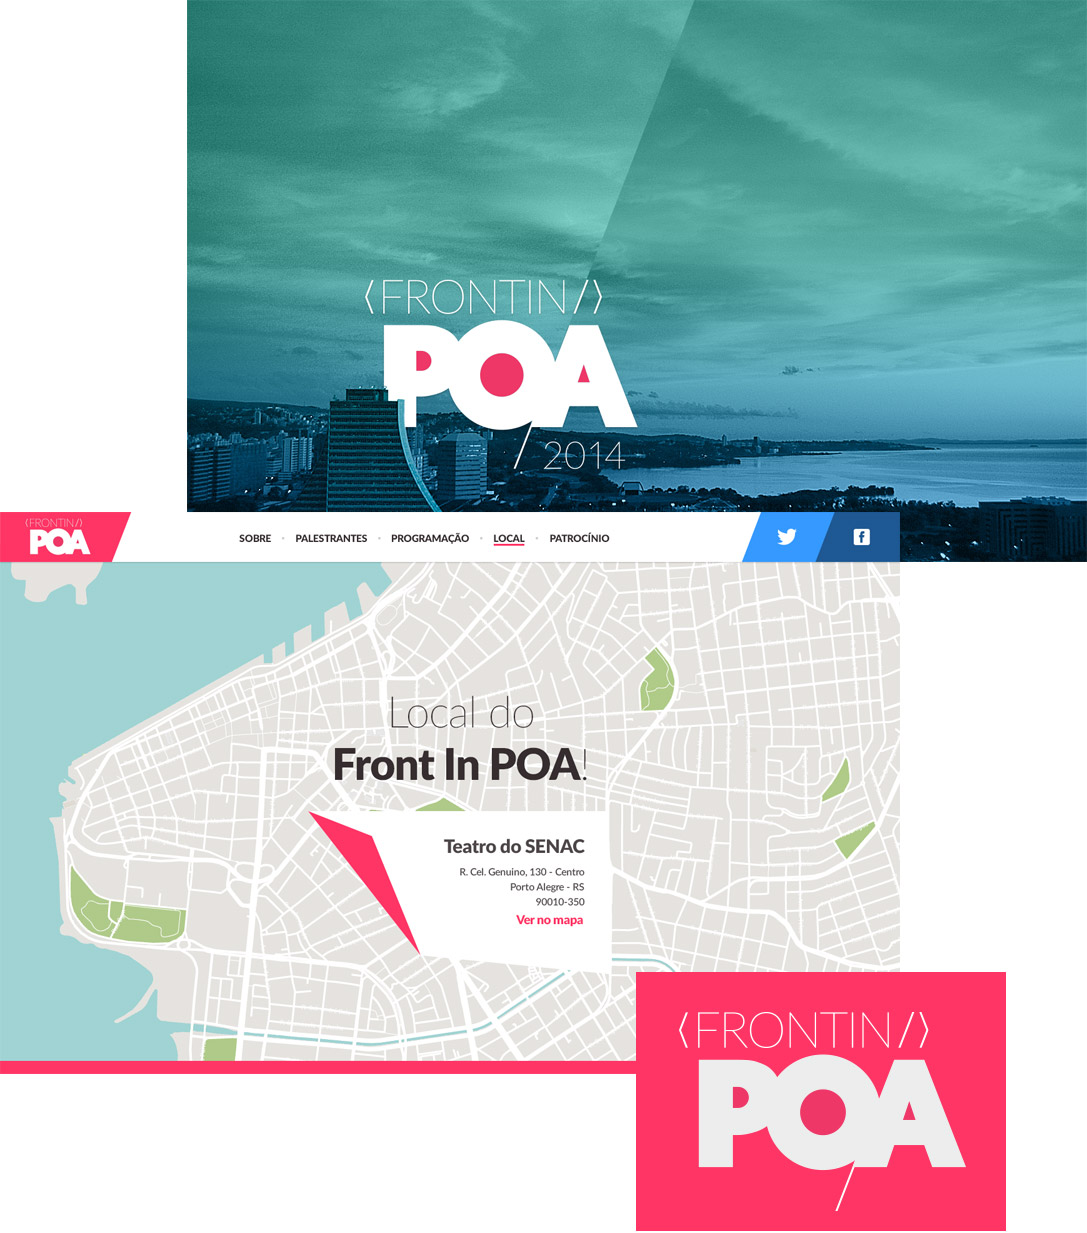 ⟨FRONTIN/⟩
POA
/2014
⟨FRONTIN/⟩
POA
SOBRE · PALESTRANTES · PROGRAMAÇÃO · LOCAL · PATROCÍNIO
Local do
Front In POA!
Teatro do SENAC
R. Cel. Genuino, 130 - Centro
Porto Alegre - RS
90010-350
Ver no mapa
⟨FRONTIN/⟩
POA
/